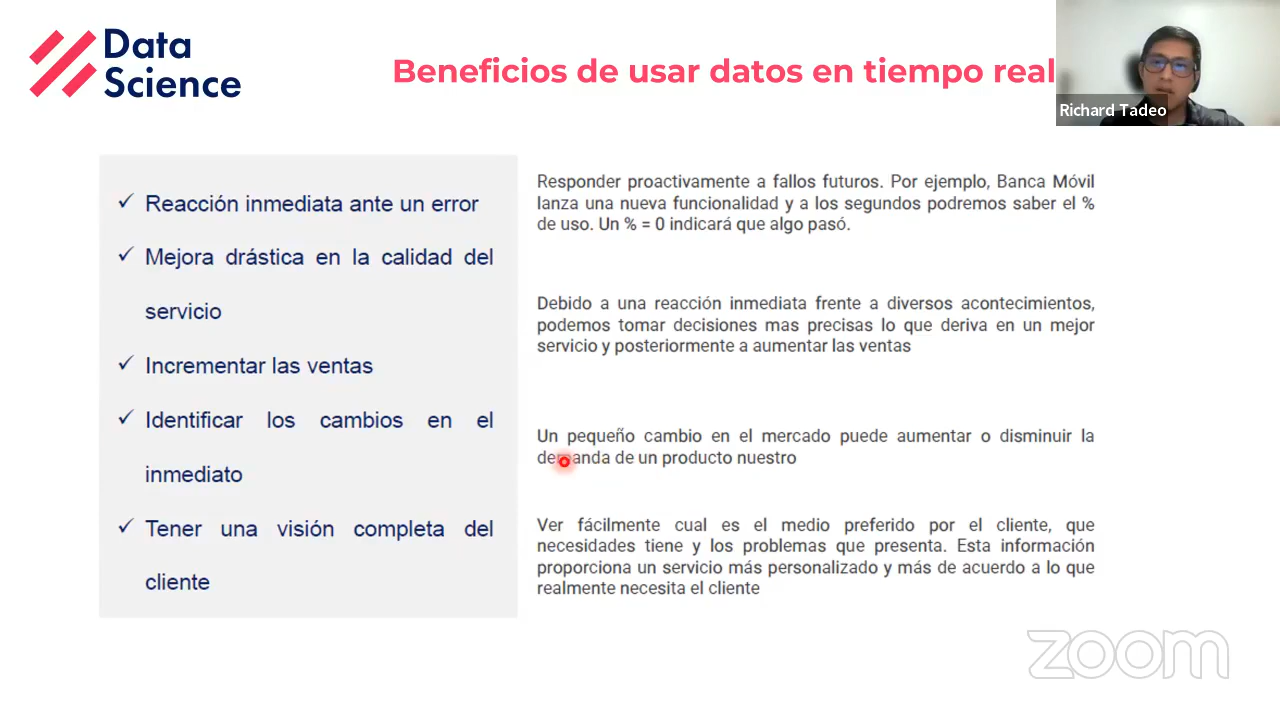 Data
Science
Beneficios de usar datos en tiempo real
Richard Tadeo
✓ Reacción inmediata ante un error
✓ Mejora drástica en la calidad del
servicio
✓ Incrementar las ventas
✓ Identificar los cambios en el
inmediato
✓ Tener una visión completa del
cliente
Responder proactivamente a fallos futuros. Por ejemplo, Banca Móvil
lanza una nueva funcionalidad y a los segundos podremos saber el %
de uso. Un % = 0 indicará que algo pasó.
Debido a una reacción inmediata frente a diversos acontecimientos,
podemos tomar decisiones mas precisas lo que deriva en un mejor
servicio y posteriormente a aumentar las ventas
Un pequeño cambio en el mercado puede aumentar o disminuir la
demanda de un producto nuestro
Ver fácilmente cual es el medio preferido por el cliente, que
necesidades tiene y los problemas que presenta. Esta información
proporciona un servicio más personalizado y más de acuerdo a lo que
realmente necesita el cliente
zoom